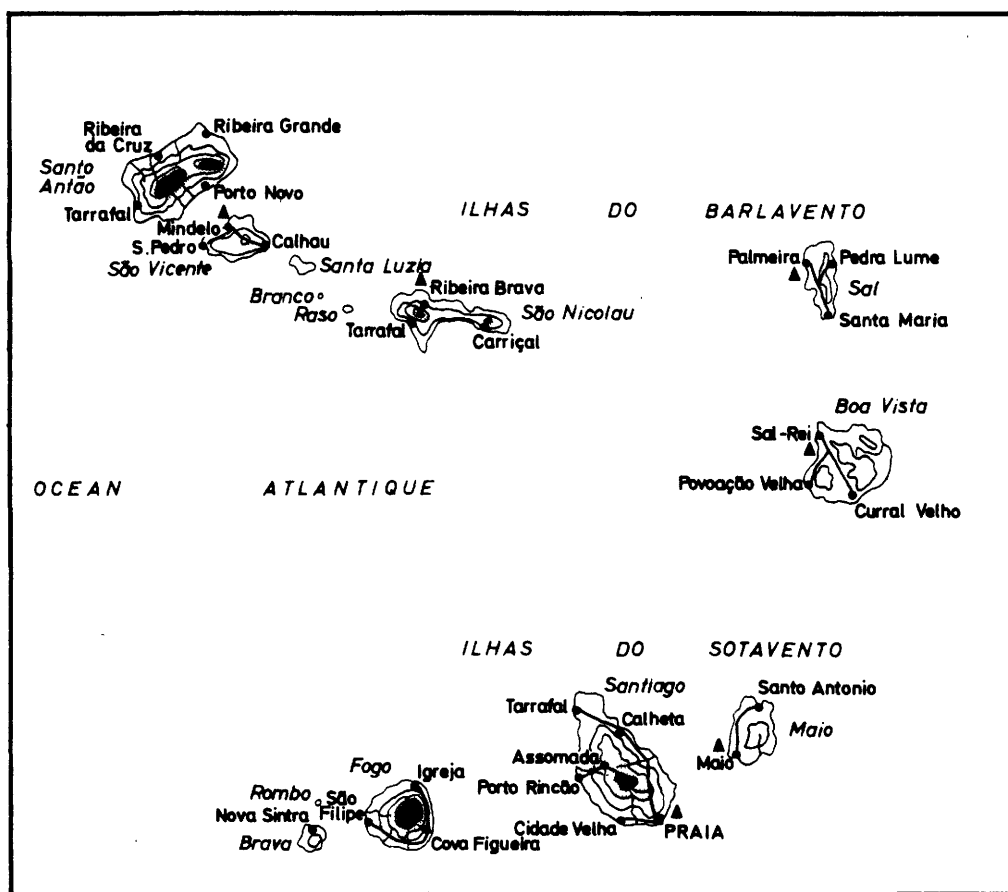 Ribeira
da Cruz
Ribeira Grande
Santo
Antão
Porto Novo
Tarrafal
Mindelo
S. Pedro
Calhau
São Vicente
Santa Luzia
Branco
Raso
Ribeira Brava
Tarrafal
São Nicolau
Carriçal
ILHAS DO BARLAVENTO
Palmeira
Pedra Lume
Sal
Santa Maria
Boa Vista
Sal-Rei
Povoação Velha
Curral Velho
OCEAN ATLANTIQUE
ILHAS DO SOTAVENTO
Santiago
Tarrafal
Calheta
Santo Antonio
Maio
Assomada
Maio
Porto Rincão
Fogo
Igreja
Rombo
São
Filipe
Nova Sintra
Brava
Cova Figueira
Cidade Velha
PRAIA